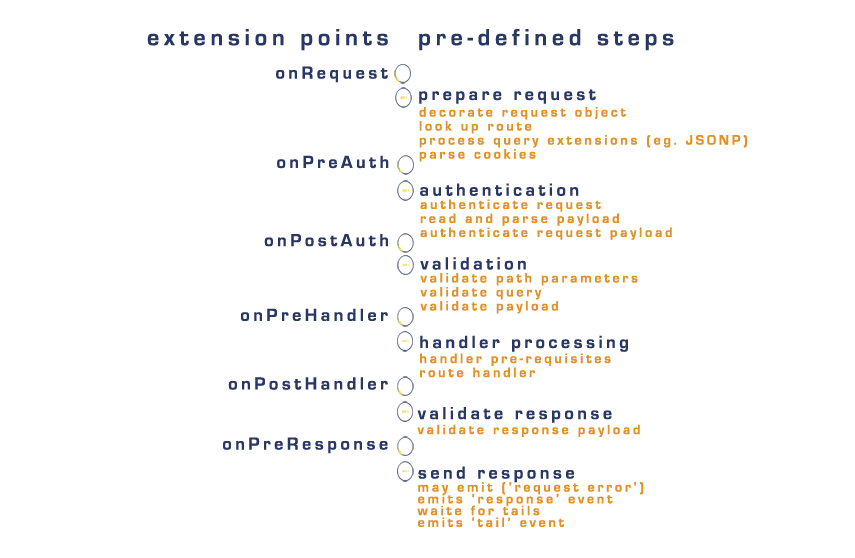 extension points pre-defined steps
onRequest
prepare request
decorate request object
look up route
process query extensions (eg. JSONP)
parse cookies
onPreAuth
authentication
authenticate request
read and parse payload
authenticate request payload
onPostAuth
validation
validate path parameters
validate query
validate payload
onPreHandler
handler processing
handler pre-requisites
route handler
onPostHandler
validate response
validate response payload
onPreResponse
send response
may emit ('request error')
emits 'response' event
waite for tails
emits 'tail' event